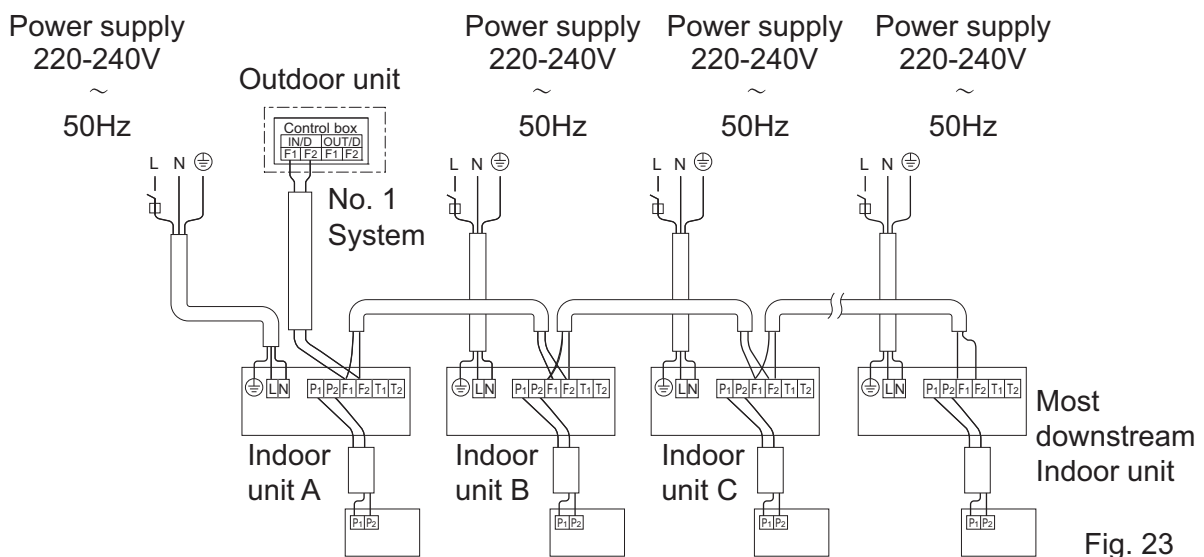 Power supply
220-240V
~
50Hz
Outdoor unit
Control box
IN/D OUT/D
F1 F2 F1 F2
No. 1
System
Power supply
220-240V
~
50Hz
Power supply
220-240V
~
50Hz
Power supply
220-240V
~
50Hz
L N
L N
L N
L N
L N P1 P2 F1 F2 T1 T2
L N P1 P2 F1 F2 T1 T2
L N P1 P2 F1 F2 T1 T2
L N P1 P2 F1 F2 T1 T2
Indoor
unit A
Indoor
unit B
Indoor
unit C
Most
downstream
Indoor unit
P1 P2
P1 P2
P1 P2
P1 P2
Fig. 23